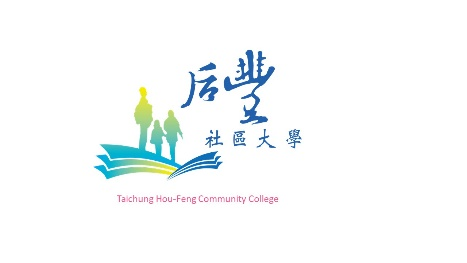 后豐
社區大學
Taichung Hou-Feng Community College